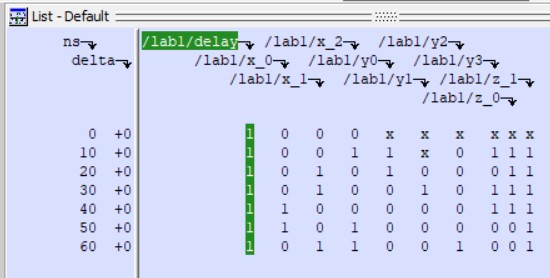 List - Default
ns /lab1/delay /lab1/x_2 /lab1/y2
delta /lab1/x_0 /lab1/y0 /lab1/y3
/lab1/x_1 /lab1/y1 /lab1/z_1
/lab1/z_0
0 +0 1 0 0 0 x x x x x x
10 +0 1 0 0 1 1 x 0 1 1 1
20 +0 1 0 1 0 1 0 0 0 1 1
30 +0 1 0 1 0 0 1 0 1 1 1
40 +0 1 1 0 0 0 0 0 1 1 1
50 +0 1 1 0 1 0 0 0 0 0 1
60 +0 1 0 1 1 0 0 1 0 0 1